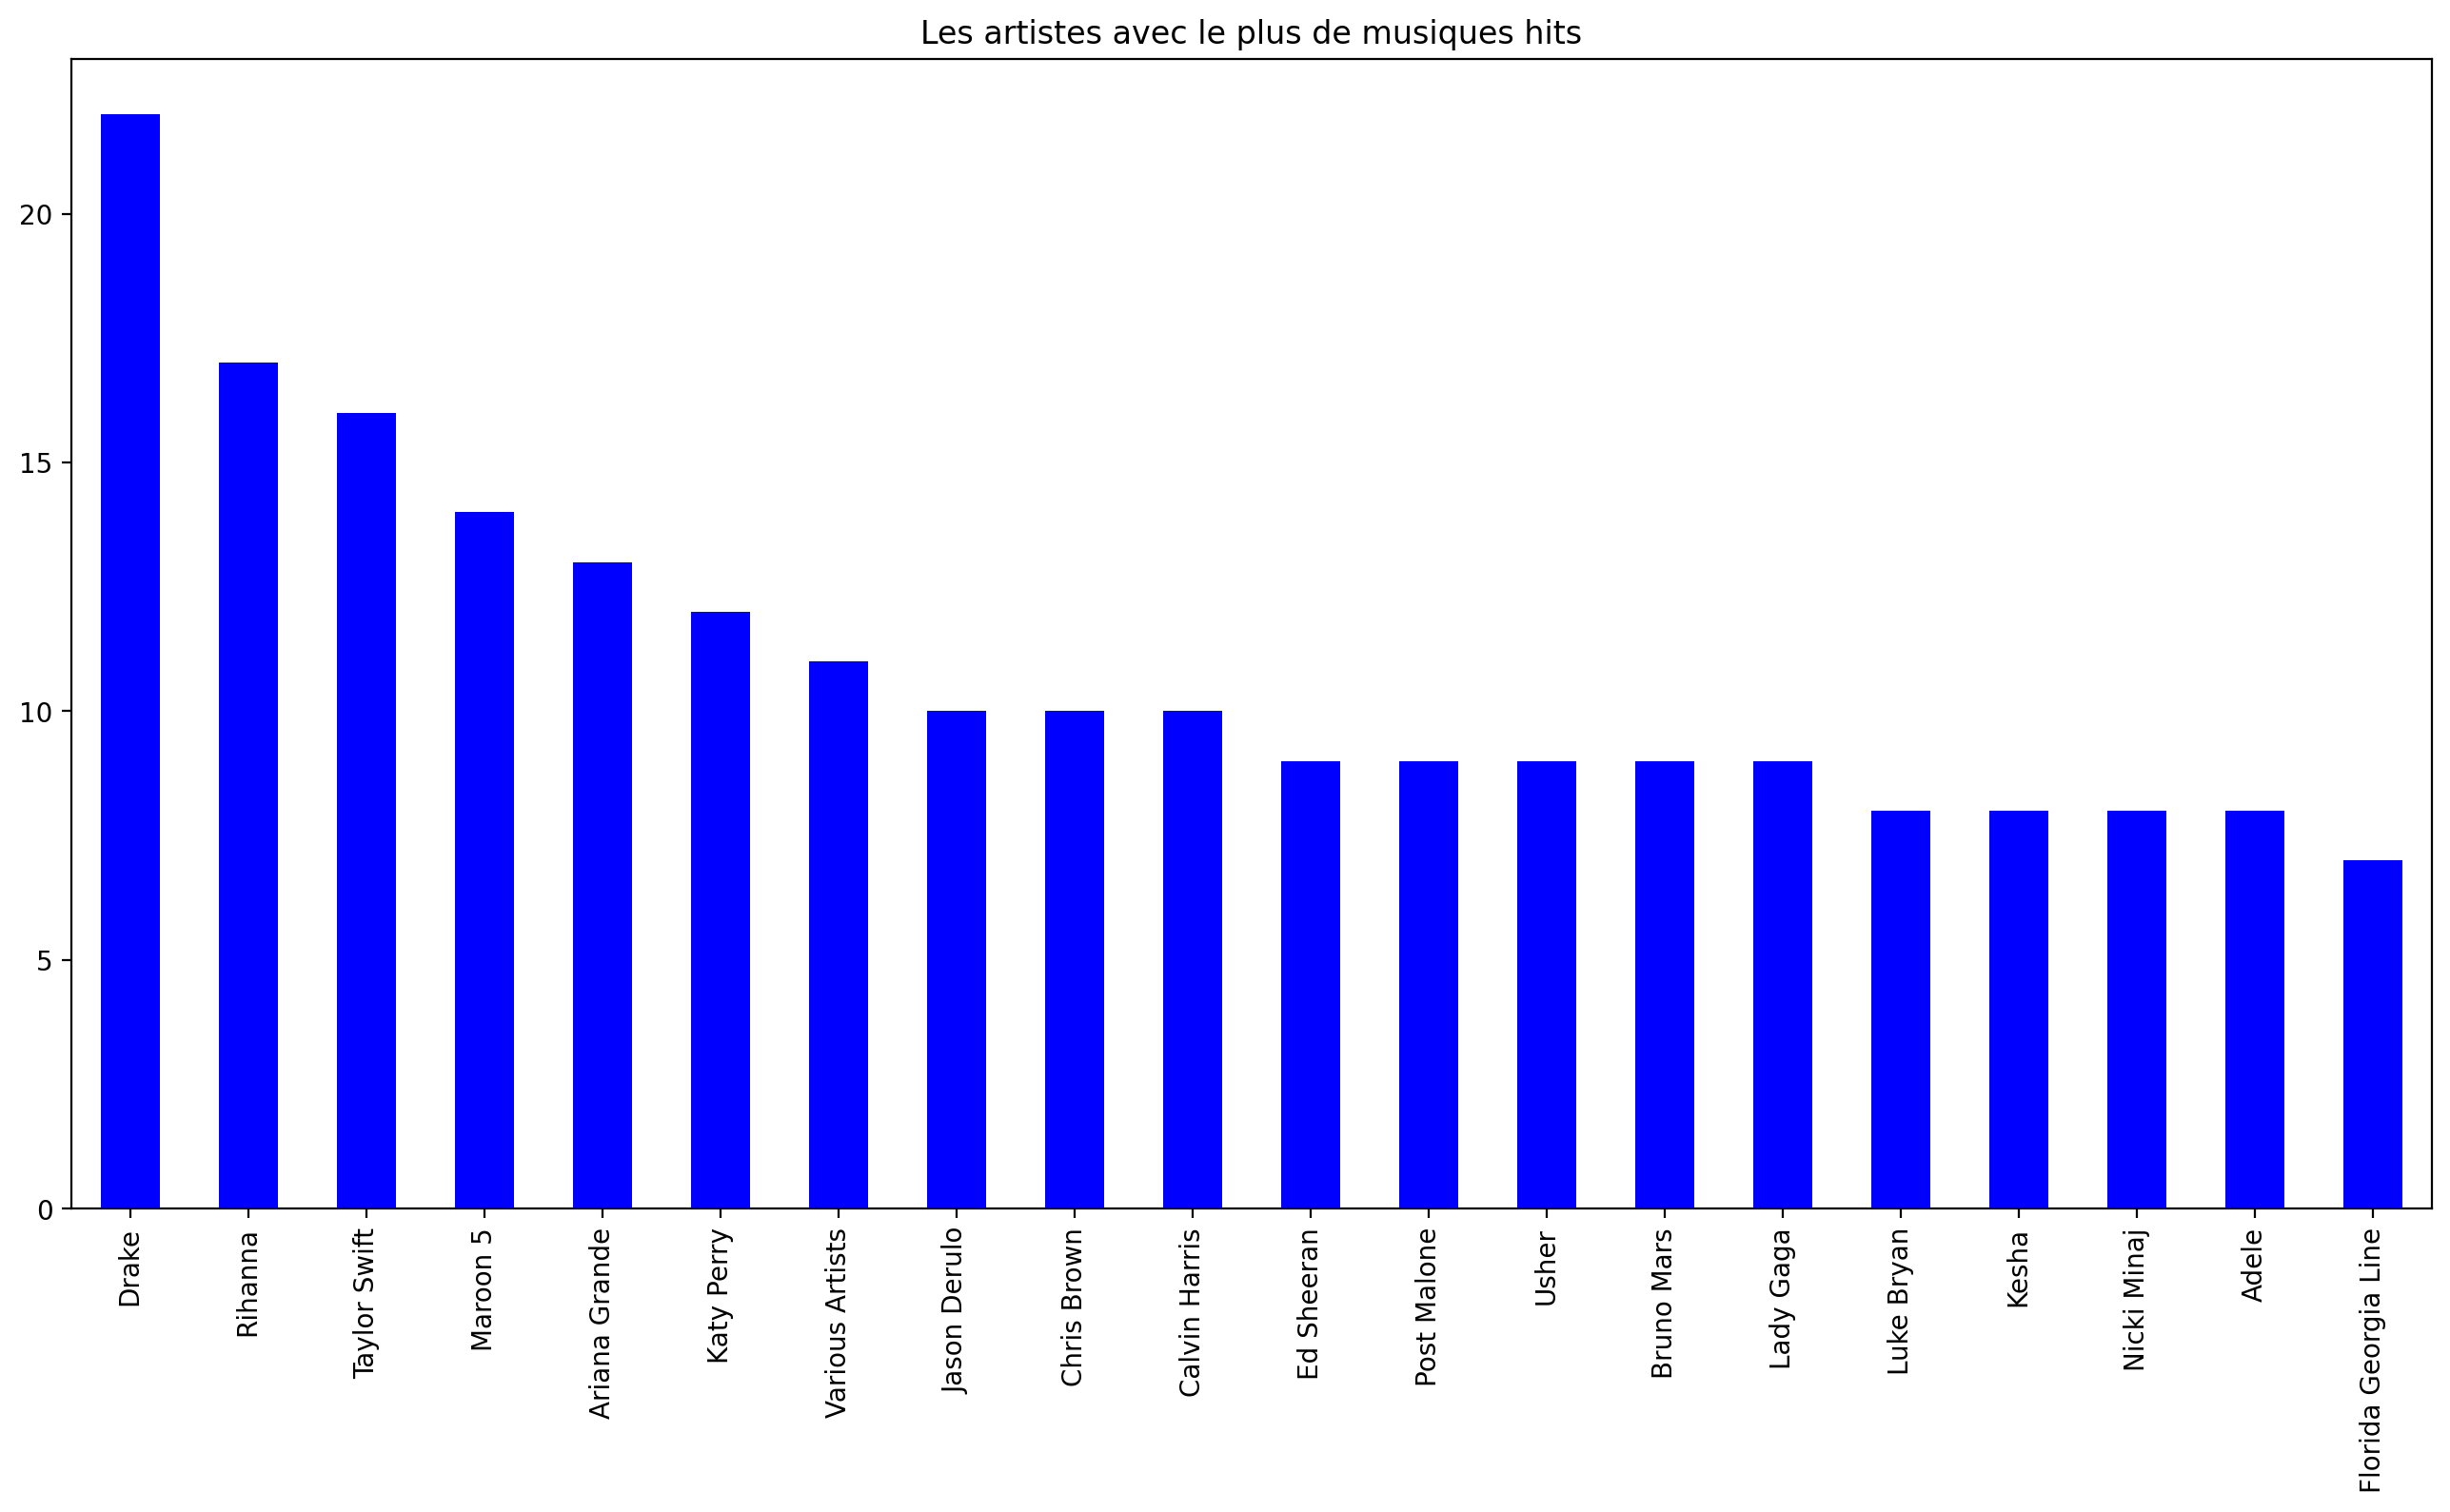 Les artistes avec le plus de musiques hits
20
15
10
5
0
Drake
Rihanna
Taylor Swift
Maroon 5
Ariana Grande
Katy Perry
Various Artists
Jason Derulo
Chris Brown
Calvin Harris
Ed Sheeran
Post Malone
Usher
Bruno Mars
Lady Gaga
Luke Bryan
Kesha
Nicki Minaj
Adele
Florida Georgia Line